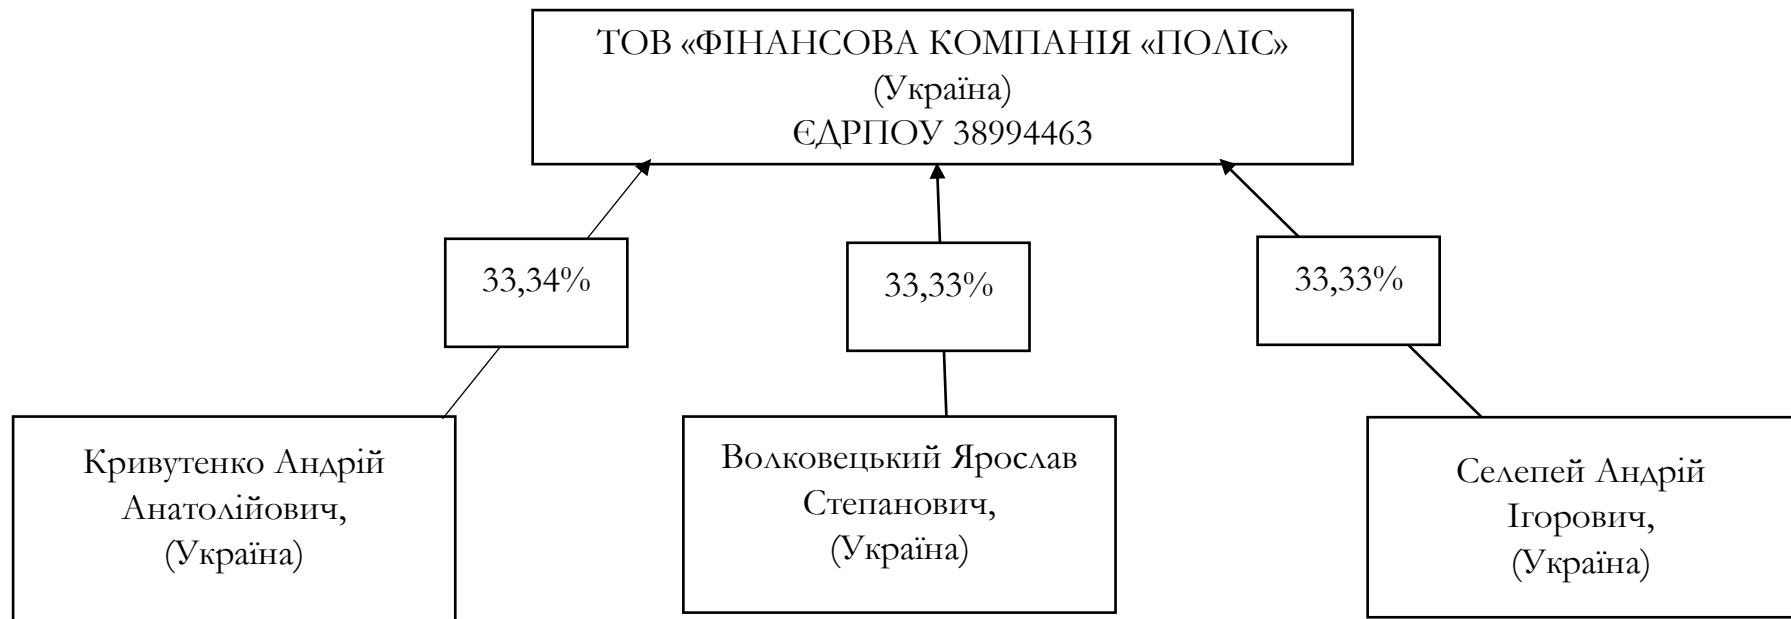 ТОВ «ФІНАНСОВА КОМПАНІЯ «ПОЛІС»
(Україна)
ЄДРПОУ 38994463
33,34%
33,33%
33,33%
Кривутенко Андрій
Анатолійович,
(Україна)
Волковецький Ярослав
Степанович,
(Україна)
Селепей Андрій
Ігорович,
(Україна)